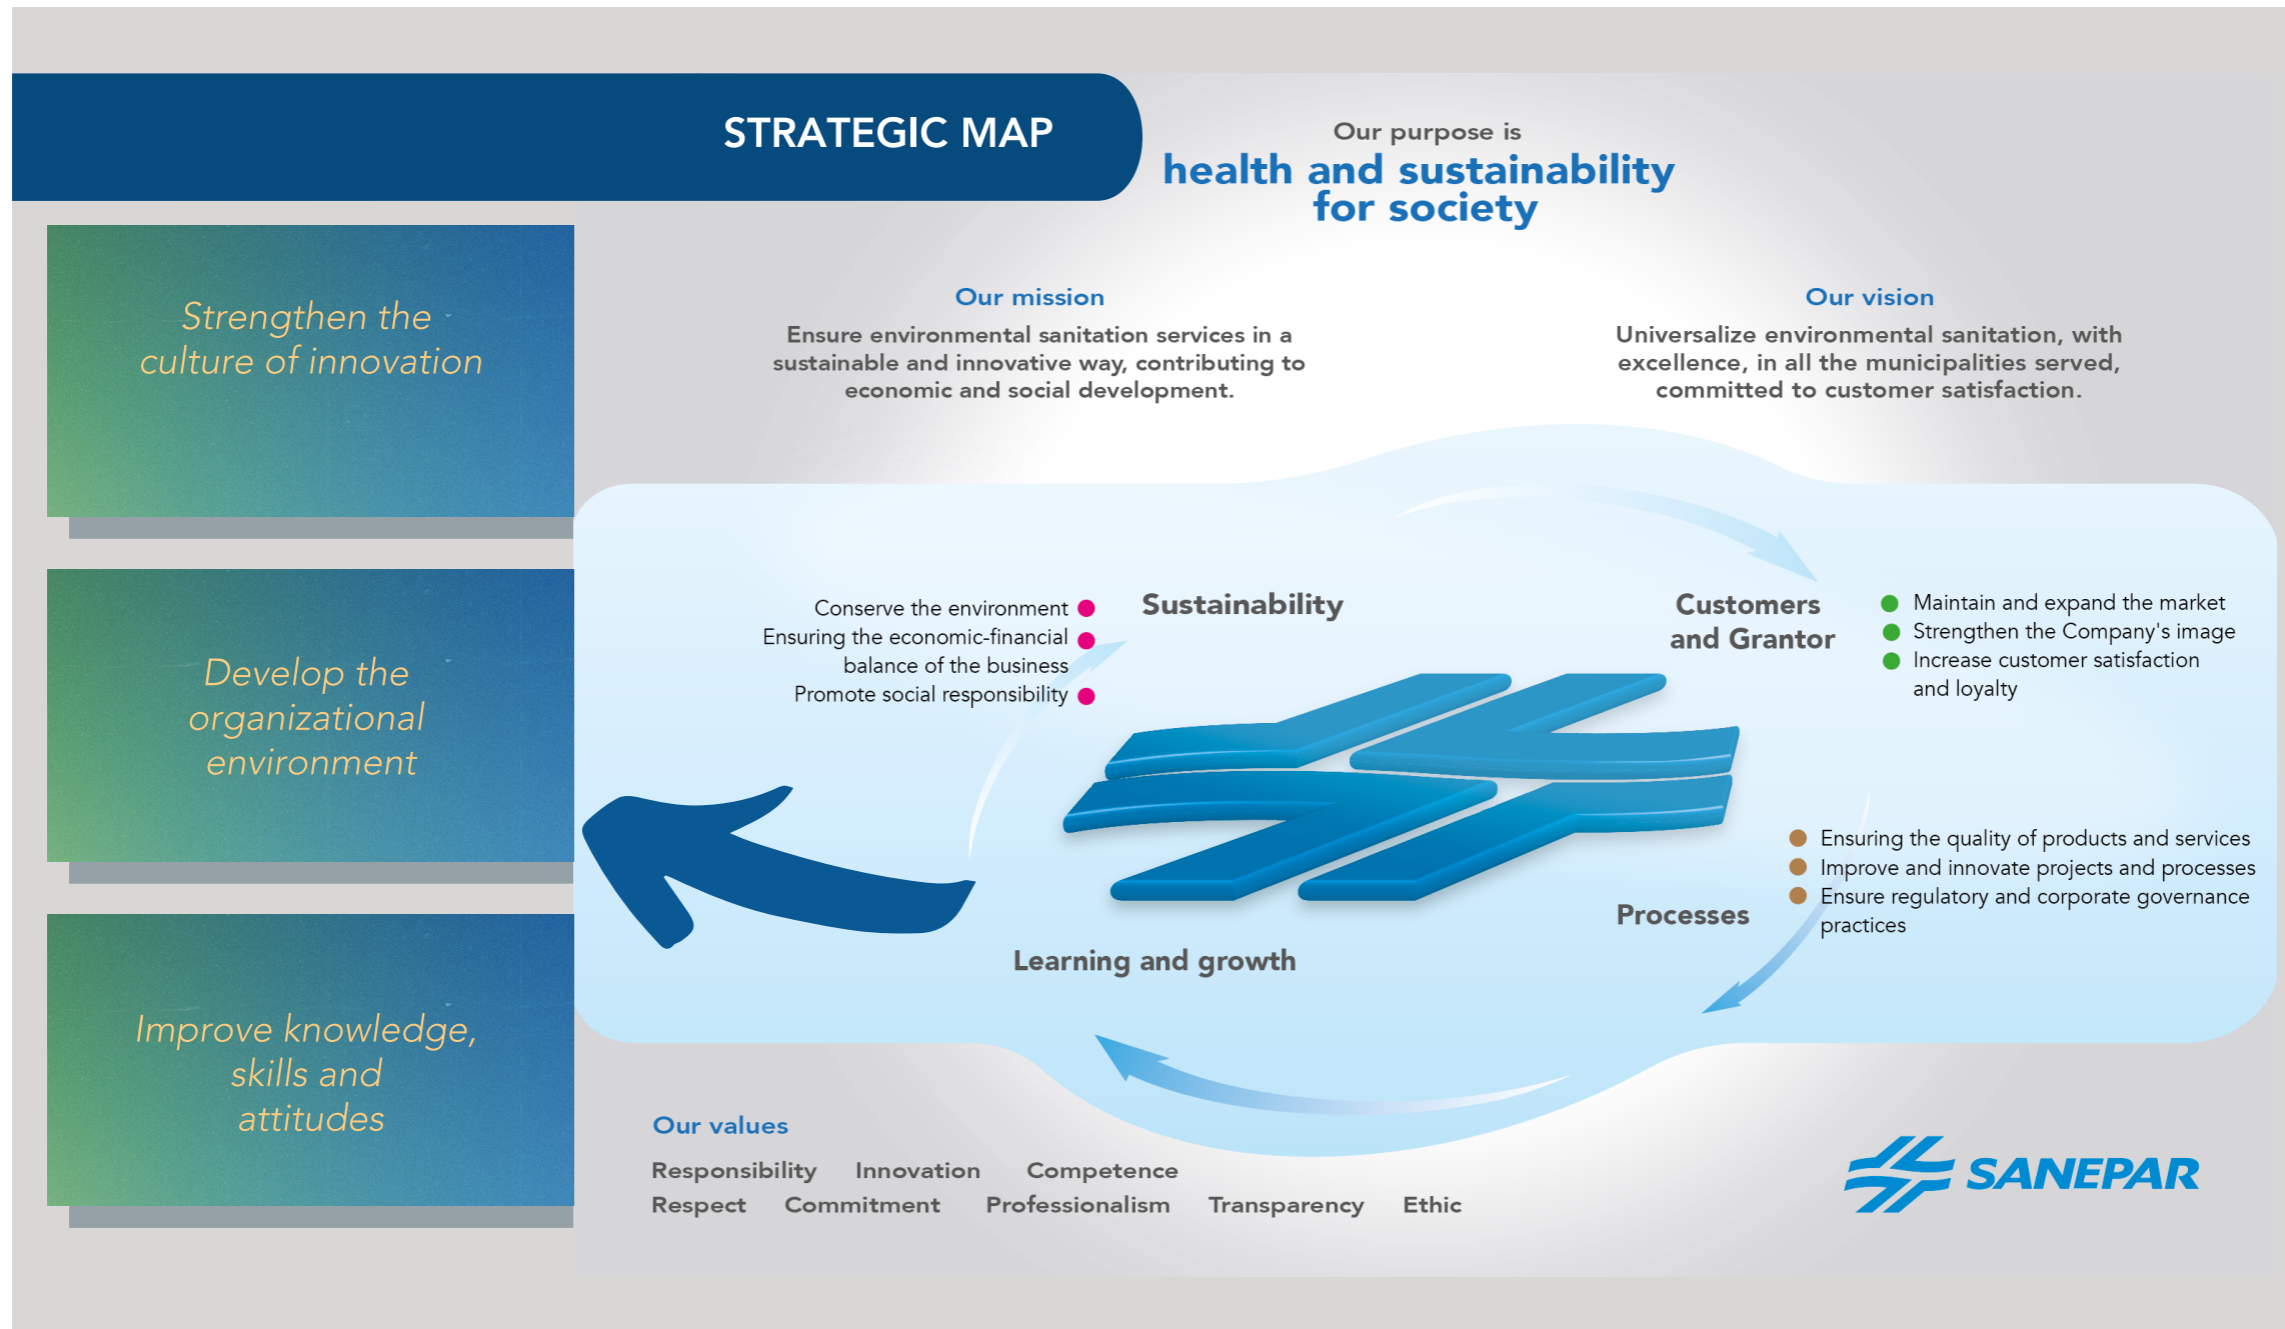 STRATEGIC MAP
Our purpose is
health and sustainability
for society
Strengthen the
culture of innovation
Develop the
organizational
environment
Improve knowledge,
skills and
attitudes
Our mission
Ensure environmental sanitation services in a
sustainable and innovative way, contributing to
economic and social development.
Our vision
Universalize environmental sanitation, with
excellence, in all the municipalities served,
committed to customer satisfaction.
Conserve the environment
Ensuring the economic-financial
balance of the business
Promote social responsibility
Sustainability
Customers
and Grantor
Maintain and expand the market
Strengthen the Company's image
Increase customer satisfaction
and loyalty
Ensuring the quality of products and services
Improve and innovate projects and processes
Ensure regulatory and corporate governance
practices
Processes
Learning and growth
Our values
Responsibility Innovation Competence
Respect Commitment Professionalism Transparency Ethic
SANEPAR